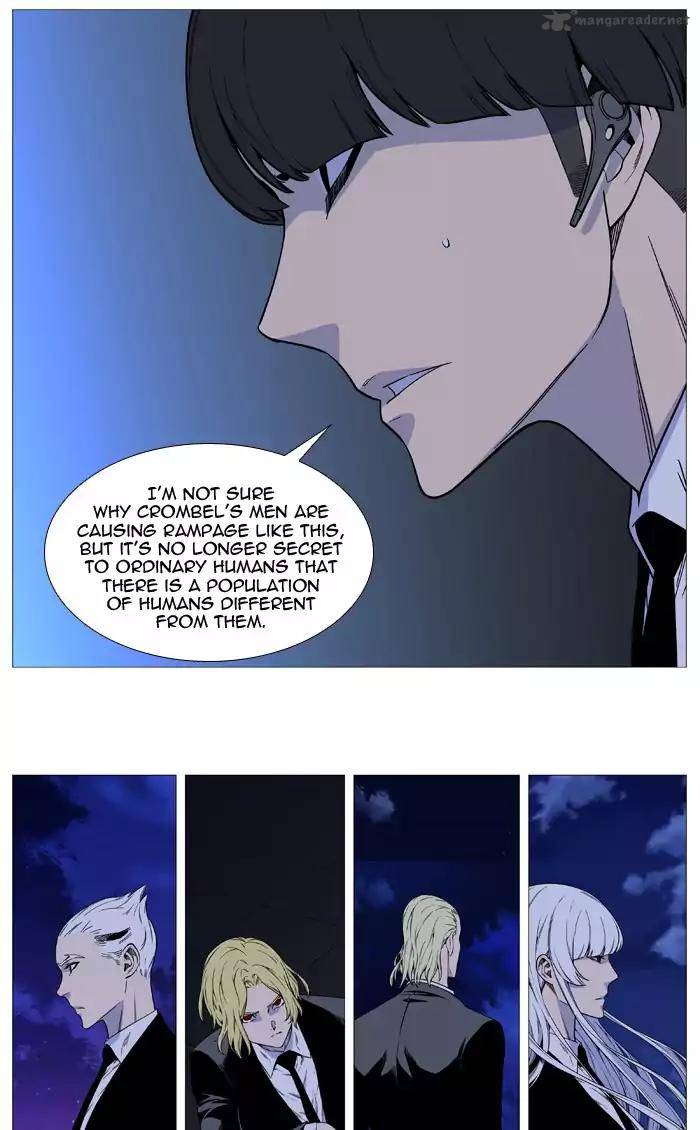 mangareader.net
I'M NOT SURE
WHY CROMBEL'S MEN ARE
CAUSING RAMPAGE LIKE THIS,
BUT IT'S NO LONGER SECRET
TO ORDINARY HUMANS THAT
THERE IS A POPULATION
OF HUMANS DIFFERENT
FROM THEM.